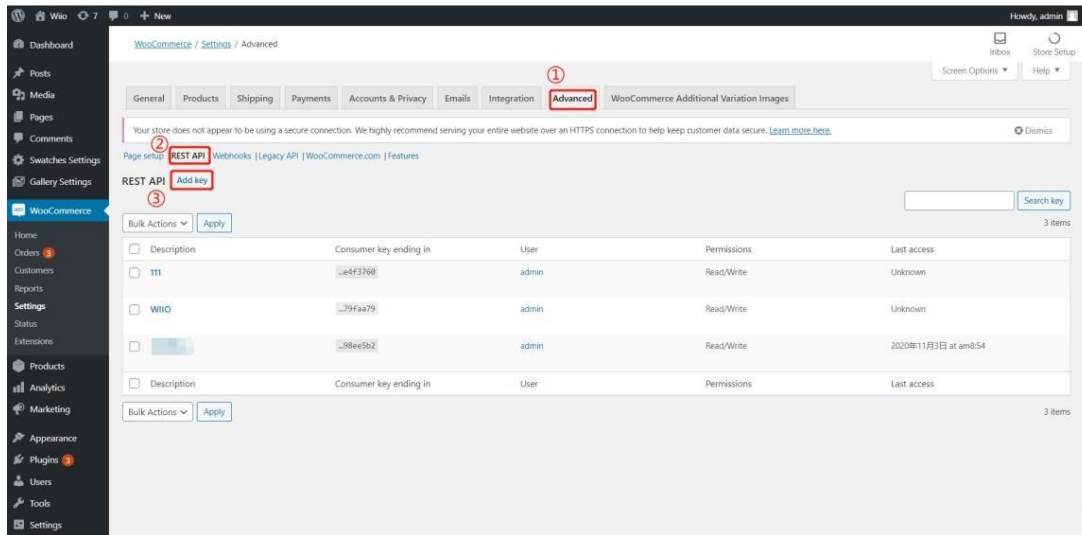 Wiio 7 0 + New Howdy, admin
Dashboard
Posts
Media
Pages
Comments
Swatches Settings
Gallery Settings
WooCommerce
Home
Orders 3
Customers
Reports
Settings
Status
Extensions
Products
Analytics
Marketing
Appearance
Plugins 3
Users
Tools
Settings
WooCommerce / Settings / Advanced
Inbox Store Setup
Screen Options ▼ Help ▼
①
General Products Shipping Payments Accounts & Privacy Emails Integration Advanced WooCommerce Additional Variation Images
Your store does not appear to be using a secure connection. We highly recommend serving your entire website over an HTTPS connection to help keep customer data secure. Learn more here. Dismiss
②
Page setup REST API Webhooks | Legacy API | WooCommerce.com | Features
REST API Add key
③
Search key
Bulk Actions Apply 3 items
Description Consumer key ending in User Permissions Last access
111 …e4f3760 admin Read/Write Unknown
WIIO …79faa79 admin Read/Write Unknown
…98ee5b2 admin Read/Write 2020年11月3日 at am8:54
Description Consumer key ending in User Permissions Last access
Bulk Actions Apply 3 items